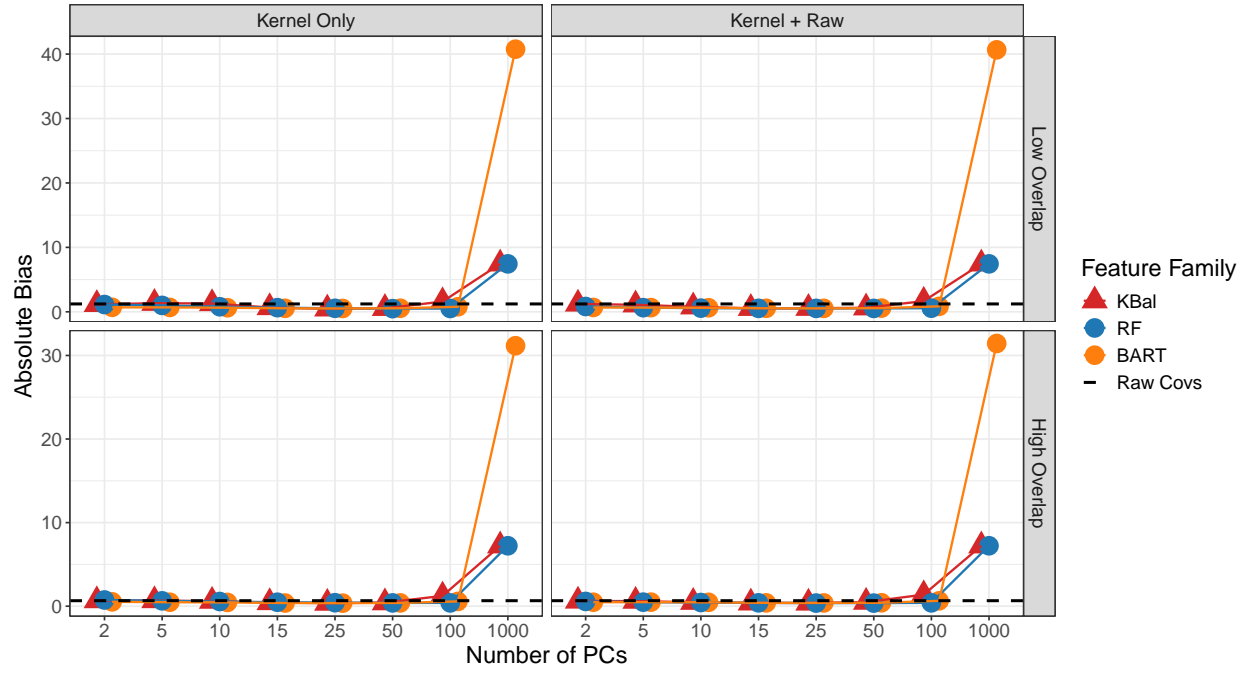 Kernel Only
Kernel + Raw
Absolute Bias
40
30
20
10
0
Low Overlap
30
20
10
0
High Overlap
2 5 10 15 25 50 100 1000
2 5 10 15 25 50 100 1000
Number of PCs
Feature Family
KBal
RF
BART
Raw Covs